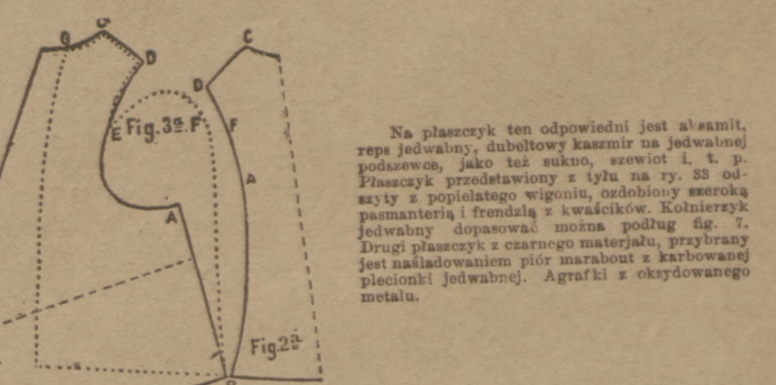 G
G
D
C
D
E Fig. 3a. F
F
A
A
Fig. 2a
Na płaszczyk ten odpowiedni jest aksamit,
reps jedwabny, dubeltowy kaszmir na jedwabnej
podszewce, jako też sukno, szewiot i. t. p.
Płaszczyk przedstawiony z tyłu na ry. 33 od-
szyty z popielatego wigoniu, ozdobiony szeroką
pasmanterią i frendzlą z kwaścików. Kołnierzyk
jedwabny dopasować można podług fig. 7.
Drugi płaszczyk z czarnego materjału, przybrany
jest naśladowaniem piór marabout z karbowanej
plecionki jedwabnej. Agrafki z oksydowanego
metalu.